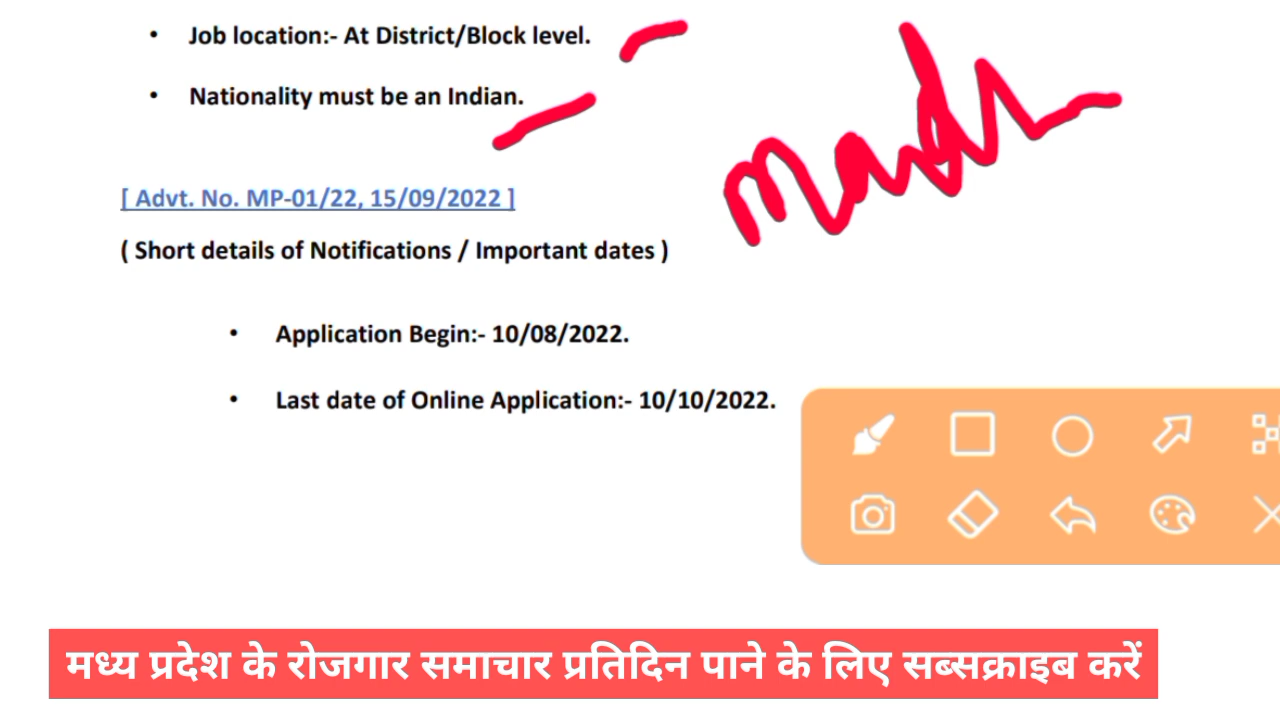 • Job location:- At District/Block level.
• Nationality must be an Indian.
[ Advt. No. MP-01/22, 15/09/2022 ]
( Short details of Notifications / Important dates )
• Application Begin:- 10/08/2022.
• Last date of Online Application:- 10/10/2022.
मध्य प्रदेश के रोजगार समाचार प्रतिदिन पाने के लिए सब्सक्राइब करें